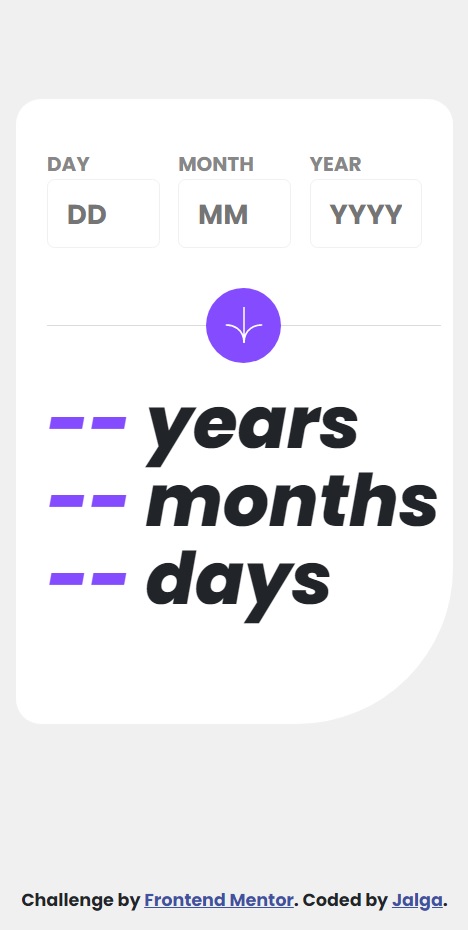 DAY MONTH YEAR
DD MM YYYY
-- years
-- months
-- days
Challenge by Frontend Mentor. Coded by Jalga.